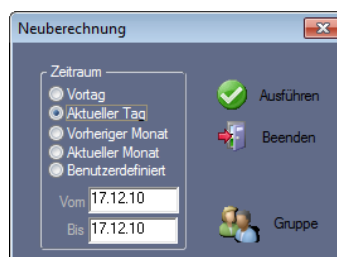 Neuberechnung
Zeitraum
Vortag
Aktueller Tag
Vorheriger Monat
Aktueller Monat
Benutzerdefiniert
Vom 17.12.10
Bis 17.12.10
Ausführen
Beenden
Gruppe